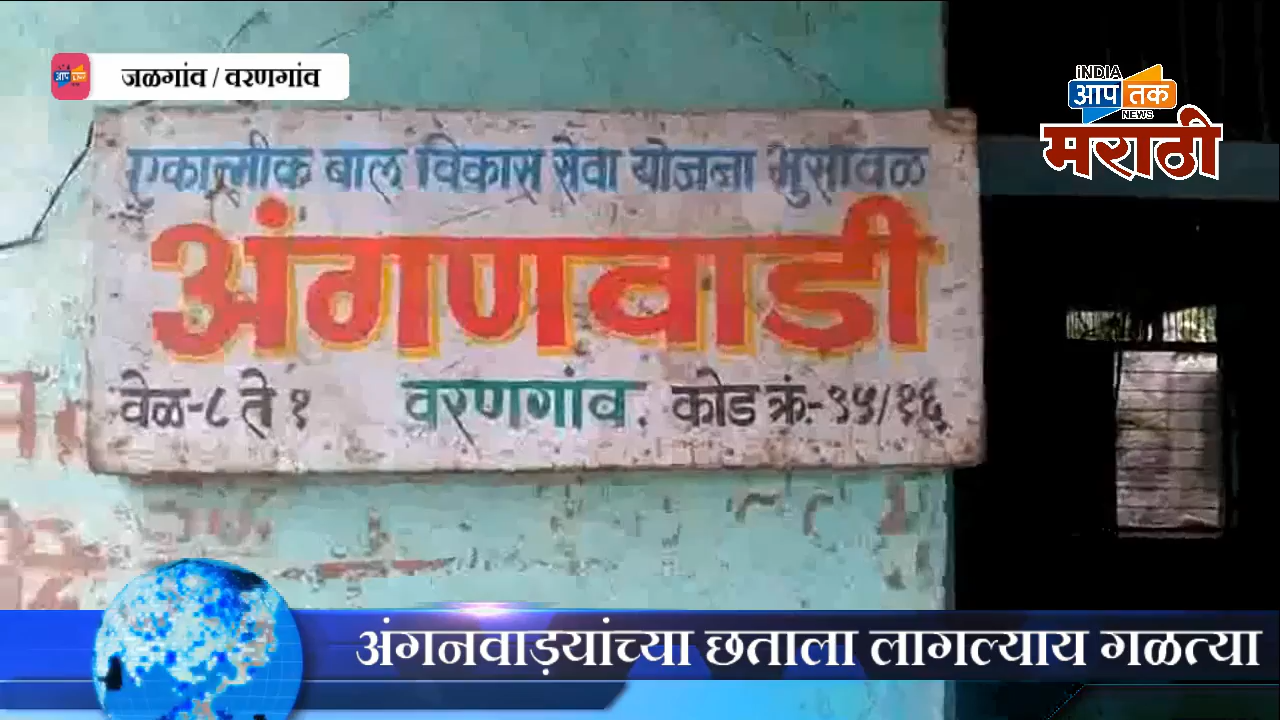 जळगांव / वरणगांव
INDIA
आप तक
NEWS
मराठी
एकात्मीक बाल विकास सेवा योजना भुसावळ
अंगणवाडी
वेळ-८ ते १ वरणगांव. कोड क्रं:- ९५/१६
अंगनवाड़यांच्या छताला लागल्याय गळत्या